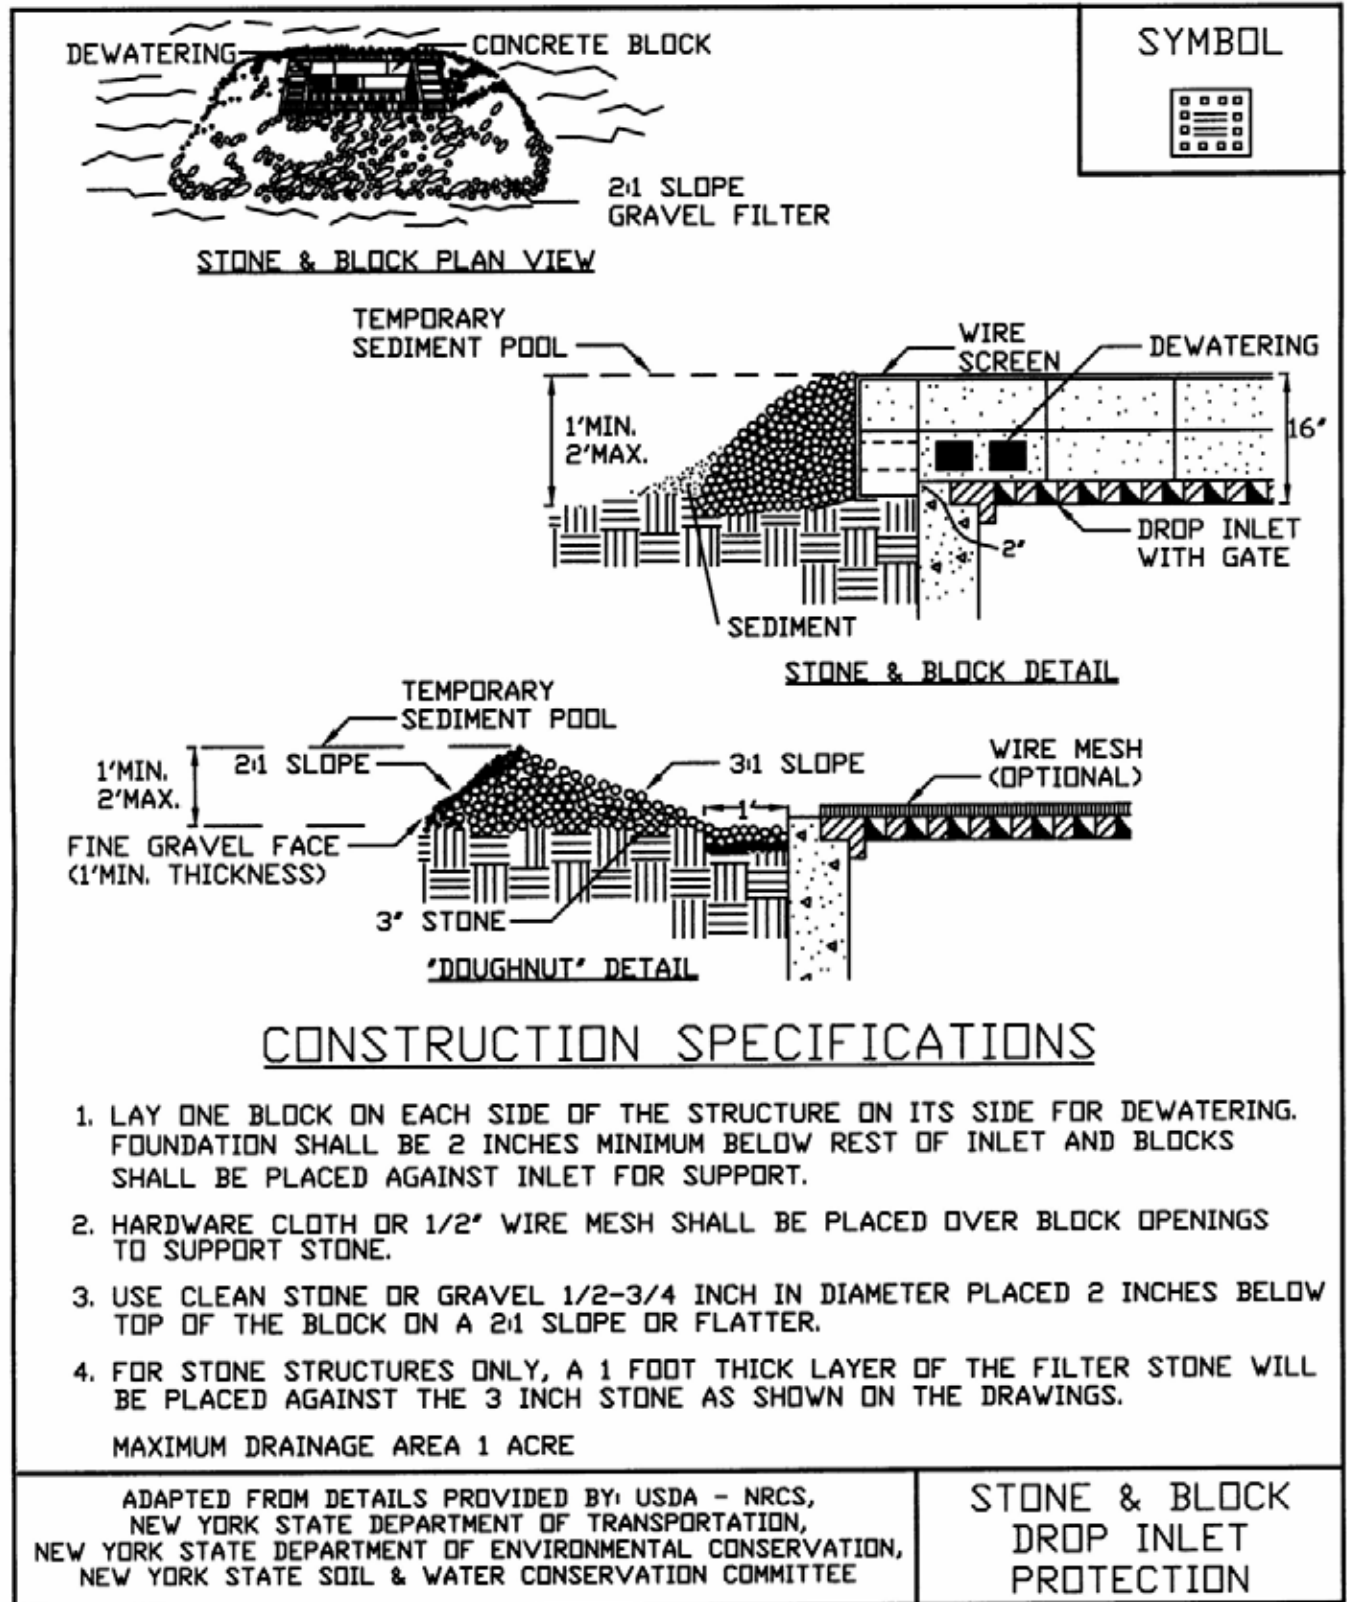 DEWATERING
CONCRETE BLOCK
SYMBOL
2:1 SLOPE
GRAVEL FILTER
STONE & BLOCK PLAN VIEW
TEMPORARY
SEDIMENT POOL
WIRE
SCREEN
DEWATERING
1'MIN.
2'MAX.
16"
DROP INLET
WITH GATE
2"
SEDIMENT
STONE & BLOCK DETAIL
TEMPORARY
SEDIMENT POOL
1'MIN.
2'MAX.
2:1 SLOPE
3:1 SLOPE
WIRE MESH
(OPTIONAL)
1'
FINE GRAVEL FACE
(1'MIN. THICKNESS)
3" STONE
"DOUGHNUT" DETAIL
CONSTRUCTION SPECIFICATIONS
1. LAY ONE BLOCK ON EACH SIDE OF THE STRUCTURE ON ITS SIDE FOR DEWATERING.
FOUNDATION SHALL BE 2 INCHES MINIMUM BELOW REST OF INLET AND BLOCKS
SHALL BE PLACED AGAINST INLET FOR SUPPORT.
2. HARDWARE CLOTH OR 1/2" WIRE MESH SHALL BE PLACED OVER BLOCK OPENINGS
TO SUPPORT STONE.
3. USE CLEAN STONE OR GRAVEL 1/2-3/4 INCH IN DIAMETER PLACED 2 INCHES BELOW
TOP OF THE BLOCK ON A 2:1 SLOPE OR FLATTER.
4. FOR STONE STRUCTURES ONLY, A 1 FOOT THICK LAYER OF THE FILTER STONE WILL
BE PLACED AGAINST THE 3 INCH STONE AS SHOWN ON THE DRAWINGS.
MAXIMUM DRAINAGE AREA 1 ACRE
ADAPTED FROM DETAILS PROVIDED BY: USDA - NRCS,
NEW YORK STATE DEPARTMENT OF TRANSPORTATION,
NEW YORK STATE DEPARTMENT OF ENVIRONMENTAL CONSERVATION,
NEW YORK STATE SOIL & WATER CONSERVATION COMMITTEE
STONE & BLOCK
DROP INLET
PROTECTION